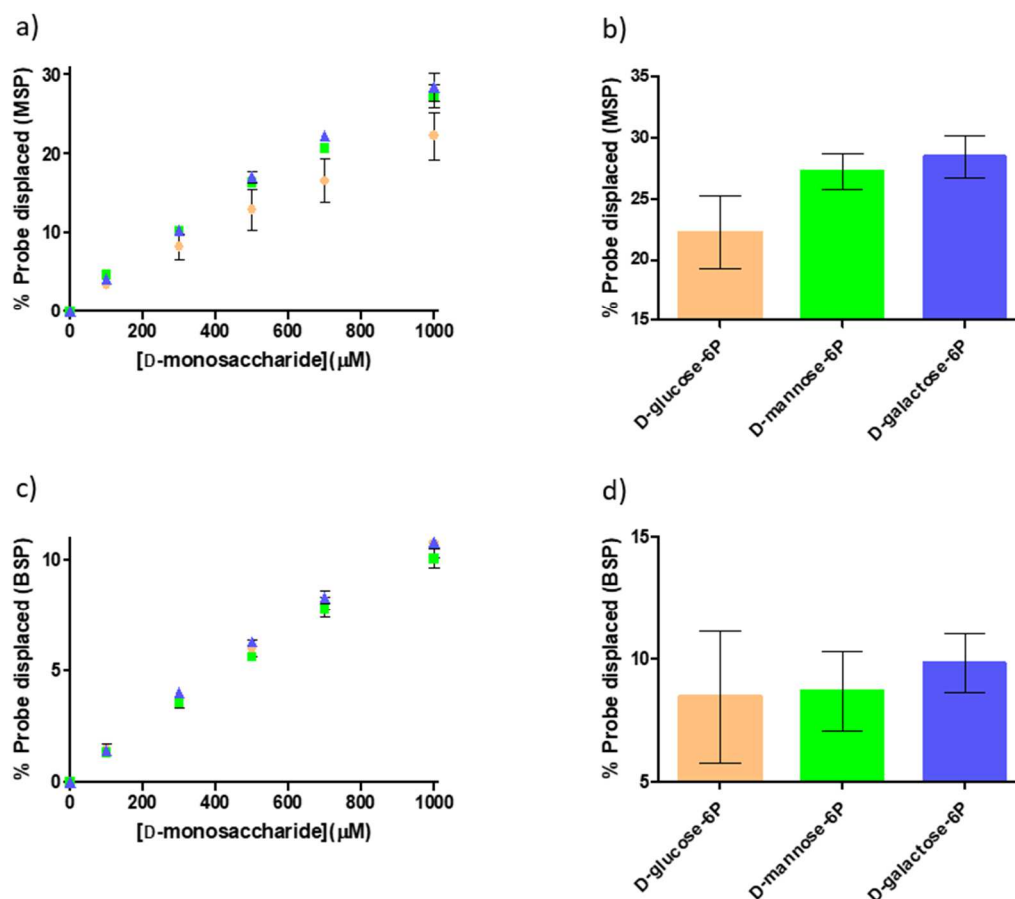 a)
% Probe displaced (MSP)
30
20
10
0
0 200 400 600 800 1000
[D-monosaccharide](µM)
b)
% Probe displaced (MSP)
35
30
25
20
15
D-glucose-6P
D-mannose-6P
D-galactose-6P
c)
% Probe displaced (BSP)
10
5
0
0 200 400 600 800 1000
[D-monosaccharide](µM)
d)
% Probe displaced (BSP)
15
10
5
D-glucose-6P
D-mannose-6P
D-galactose-6P